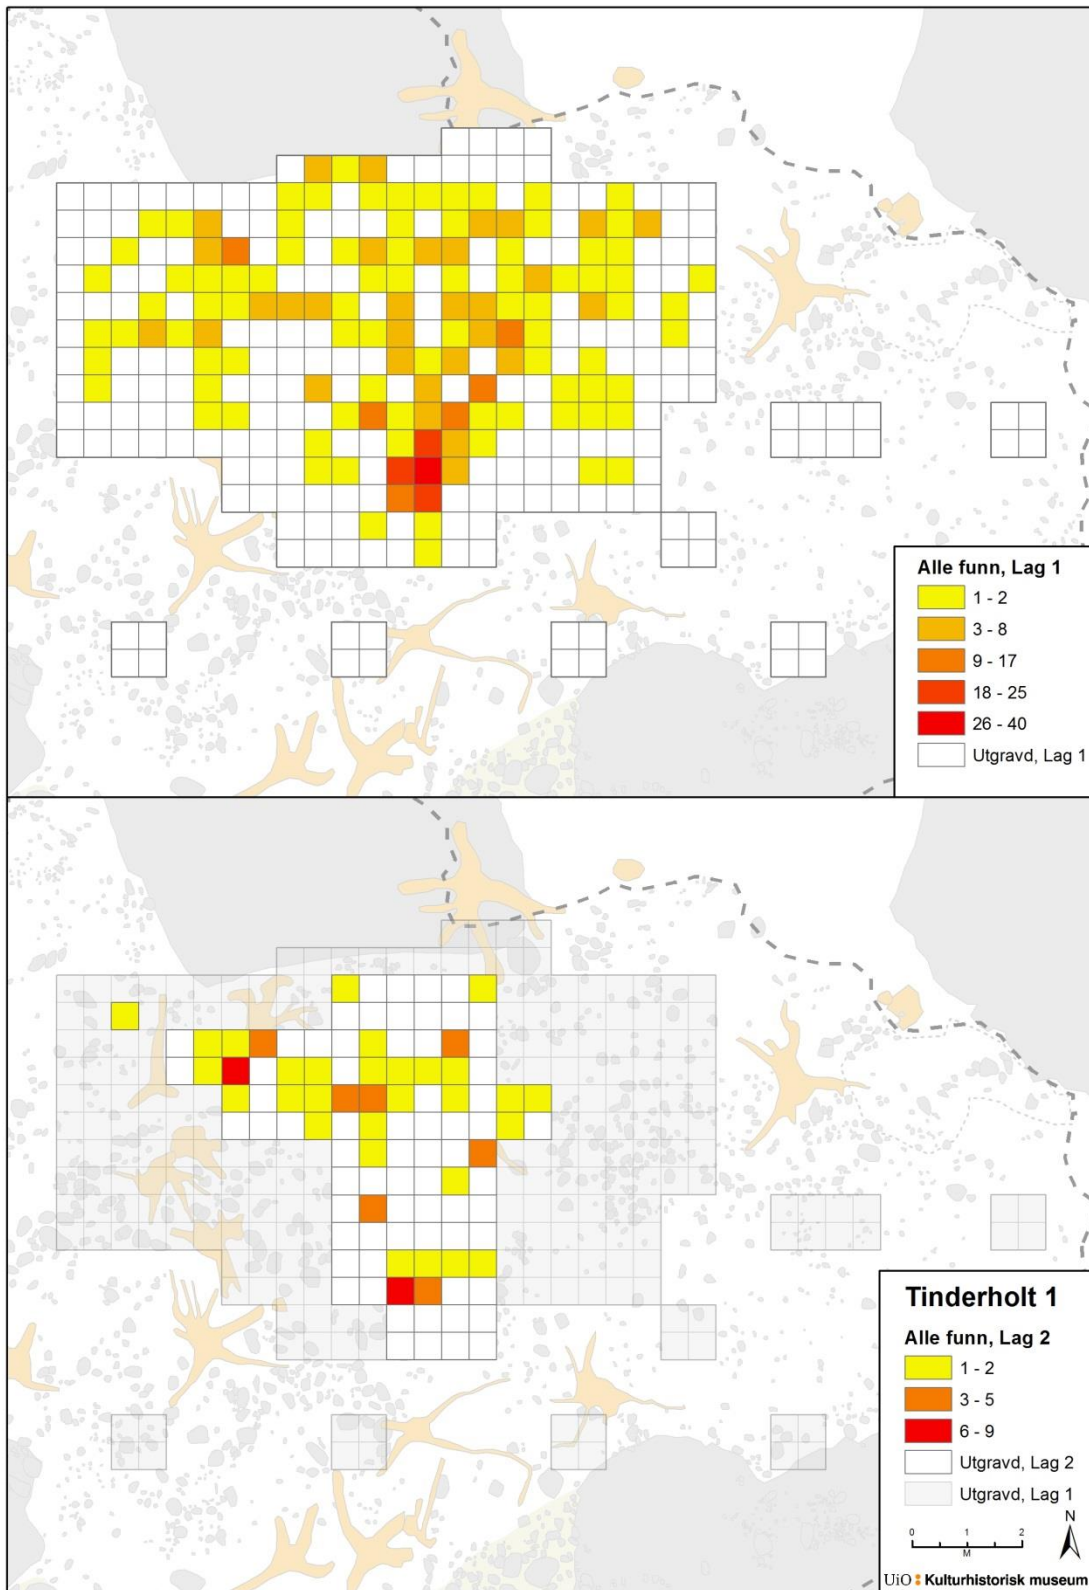 Alle funn, Lag 1
1 - 2
3 - 8
9 - 17
18 - 25
26 - 40
Utgravd, Lag 1
Tinderholt 1
Alle funn, Lag 2
1 - 2
3 - 5
6 - 9
Utgravd, Lag 2
Utgravd, Lag 1
N
0 1 2
M
UiO Kulturhistorisk museum